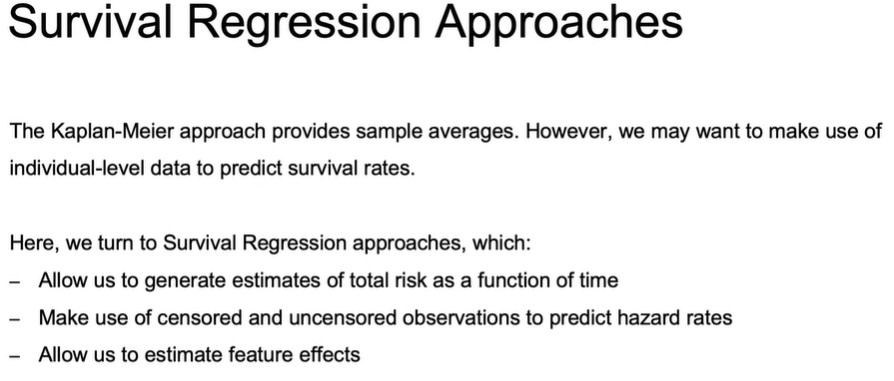 Survival Regression Approaches
The Kaplan-Meier approach provides sample averages. However, we may want to make use of
individual-level data to predict survival rates.
Here, we turn to Survival Regression approaches, which:
– Allow us to generate estimates of total risk as a function of time
– Make use of censored and uncensored observations to predict hazard rates
– Allow us to estimate feature effects